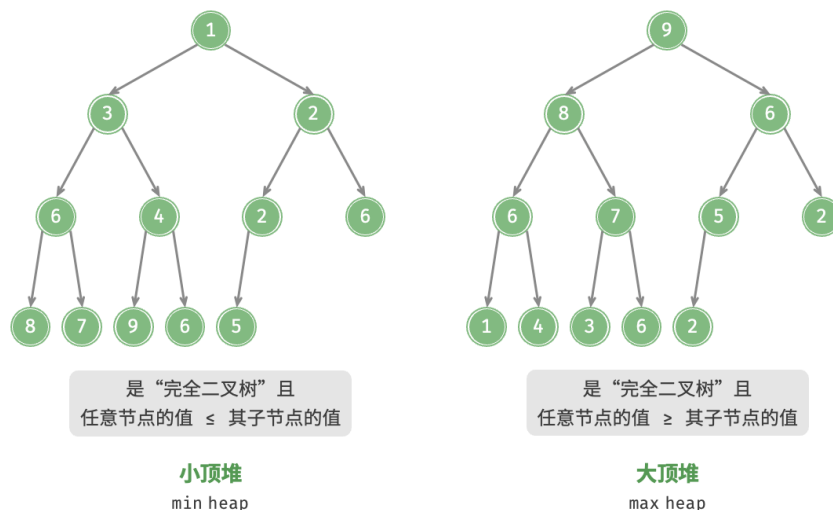 1
3 2
6 4 2 6
8 7 9 6 5
是“完全二叉树”且
任意节点的值 ≤ 其子节点的值
小顶堆
min heap
9
8 6
6 7 5 2
1 4 3 6 2
是“完全二叉树”且
任意节点的值 ≥ 其子节点的值
大顶堆
max heap